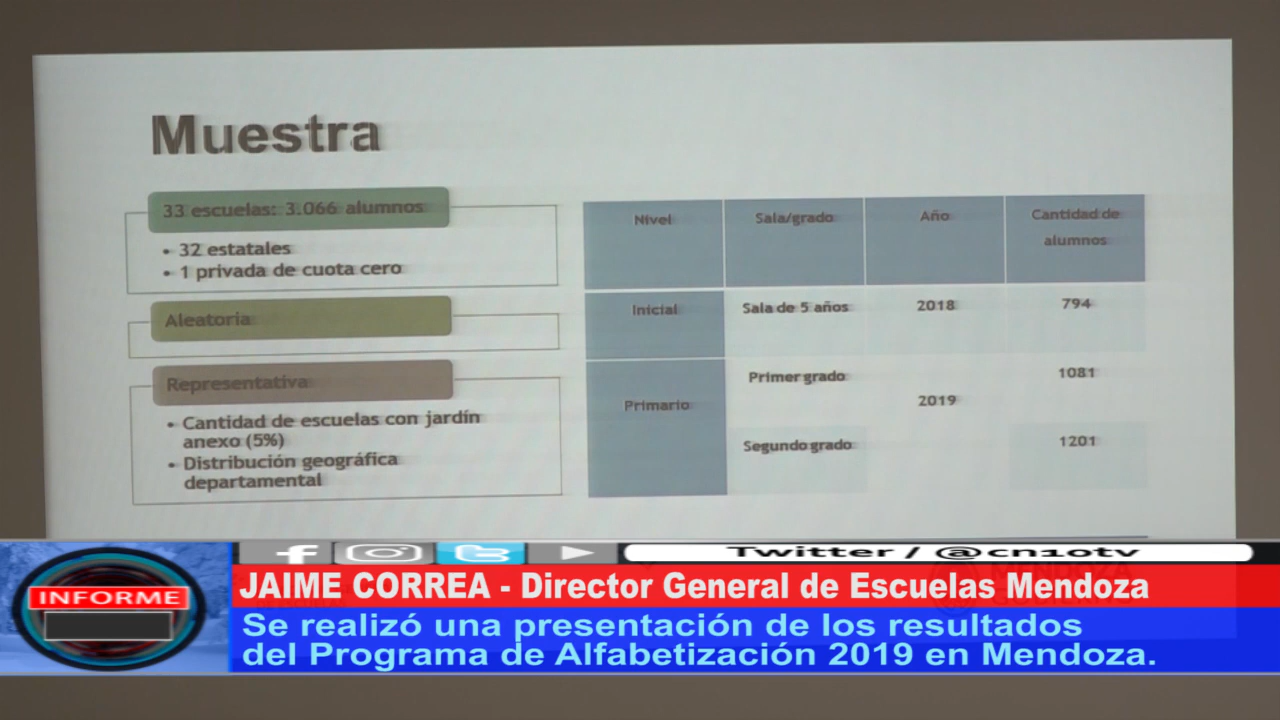 Muestra
33 escuelas: 3.066 alumnos
• 32 estatales
• 1 privada de cuota cero
Aleatoria
Representativa
• Cantidad de escuelas con jardín
anexo (5%)
• Distribución geográfica
departamental
Nivel Sala/grado Año Cantidad de
alumnos
Inicial Sala de 5 años 2018 794
Primario Primer grado 2019 1081
Segundo grado 1201
Twitter / @cn10tv
INFORME
JAIME CORREA - Director General de Escuelas Mendoza
Se realizó una presentación de los resultados
del Programa de Alfabetización 2019 en Mendoza.